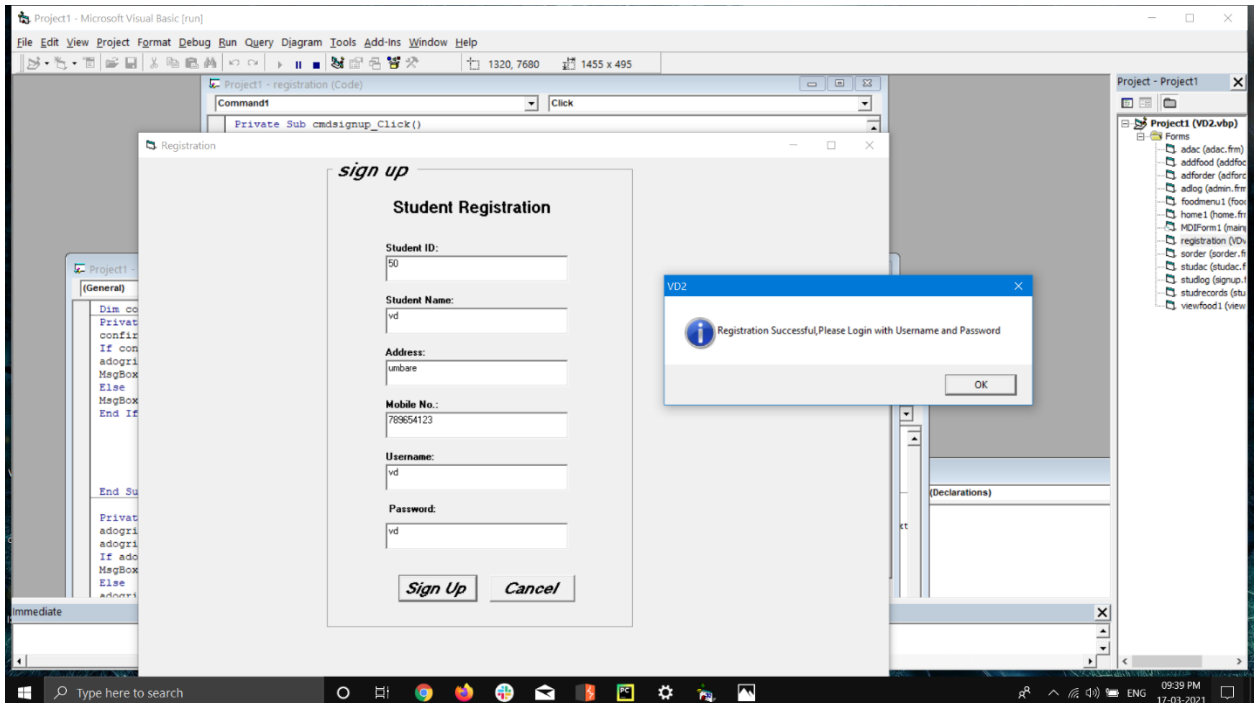 Project1 - Microsoft Visual Basic [run]
File Edit View Project Format Debug Run Query Diagram Tools Add-Ins Window Help
1320, 7680 1455 x 495
Project1 - registration (Code)
Command1 Click
Private Sub cmdsignup_Click()
Registration
sign up
Student Registration
Student ID:
50
Student Name:
vd
Address:
umbare
Mobile No.:
789654123
Username:
vd
Password:
vd
Sign Up Cancel
VD2
Registration Successful,Please Login with Username and Password
OK
Project1 -
(General)
Dim co
Privat
confir
If con
adogri
MsgBox
Else
MsgBox
End If
End Su
Privat
adogri
adogri
If ado
MsgBox
Else
adogri
(Declarations)
ct
Immediate
Project - Project1
Project1 (VD2.vbp)
Forms
adac (adac.frm)
addfood (addfoc
adforder (adforc
adlog (admin.frm
foodmenu1 (foo
home1 (home.fr
MDIForm1 (main
registration (VD
sorder (sorder.fr
studac (studac.f
studlog (signup.f
studrecords (stu
viewfood1 (view
Type here to search
PC
ENG
09:39 PM
17-03-2021